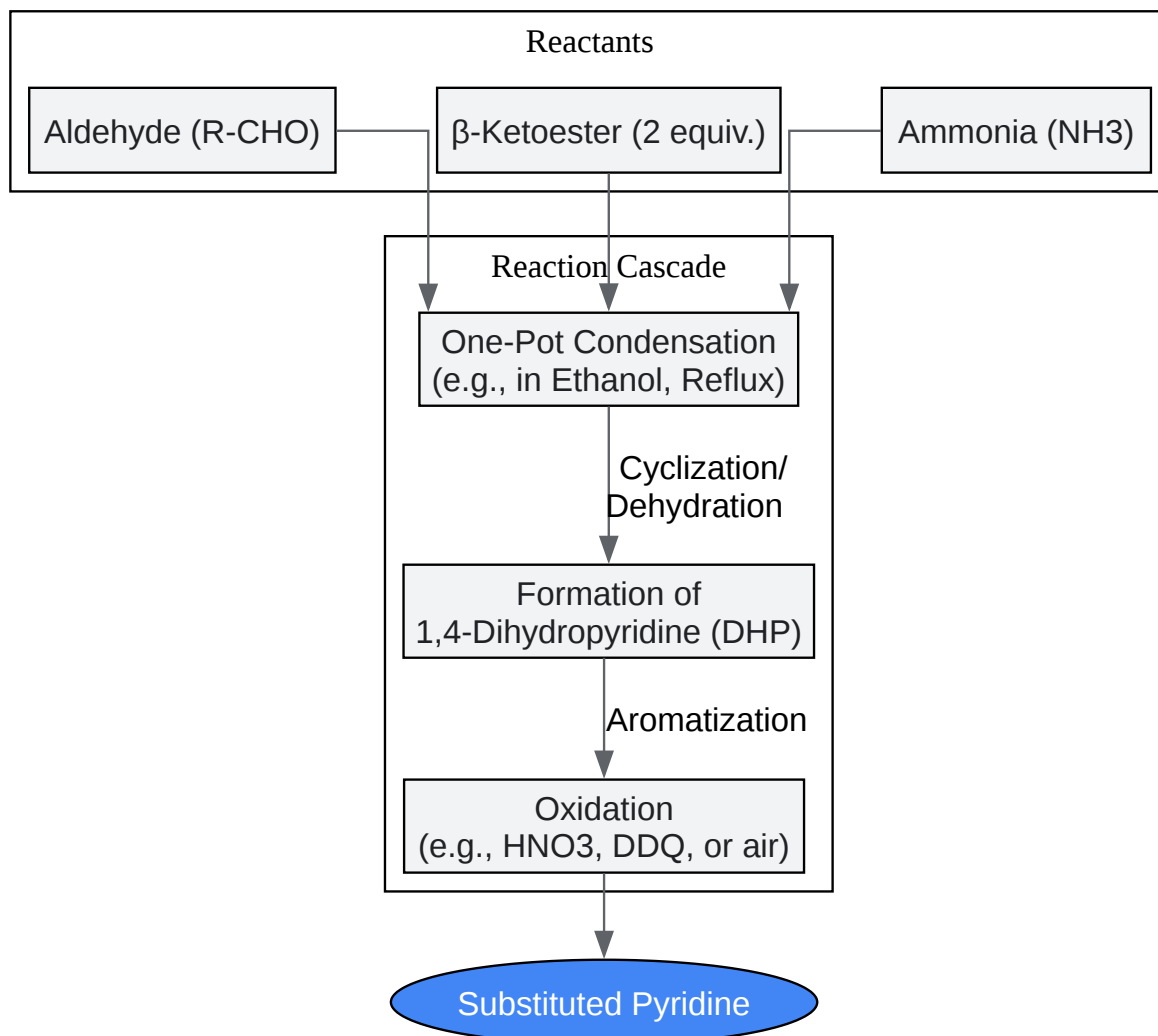 Reactants
Aldehyde (R-CHO)
β-Ketoester (2 equiv.)
Ammonia (NH3)
Reaction Cascade
One-Pot Condensation
(e.g., in Ethanol, Reflux)
Cyclization/
Dehydration
Formation of
1,4-Dihydropyridine (DHP)
Aromatization
Oxidation
(e.g., HNO3, DDQ, or air)
Substituted Pyridine